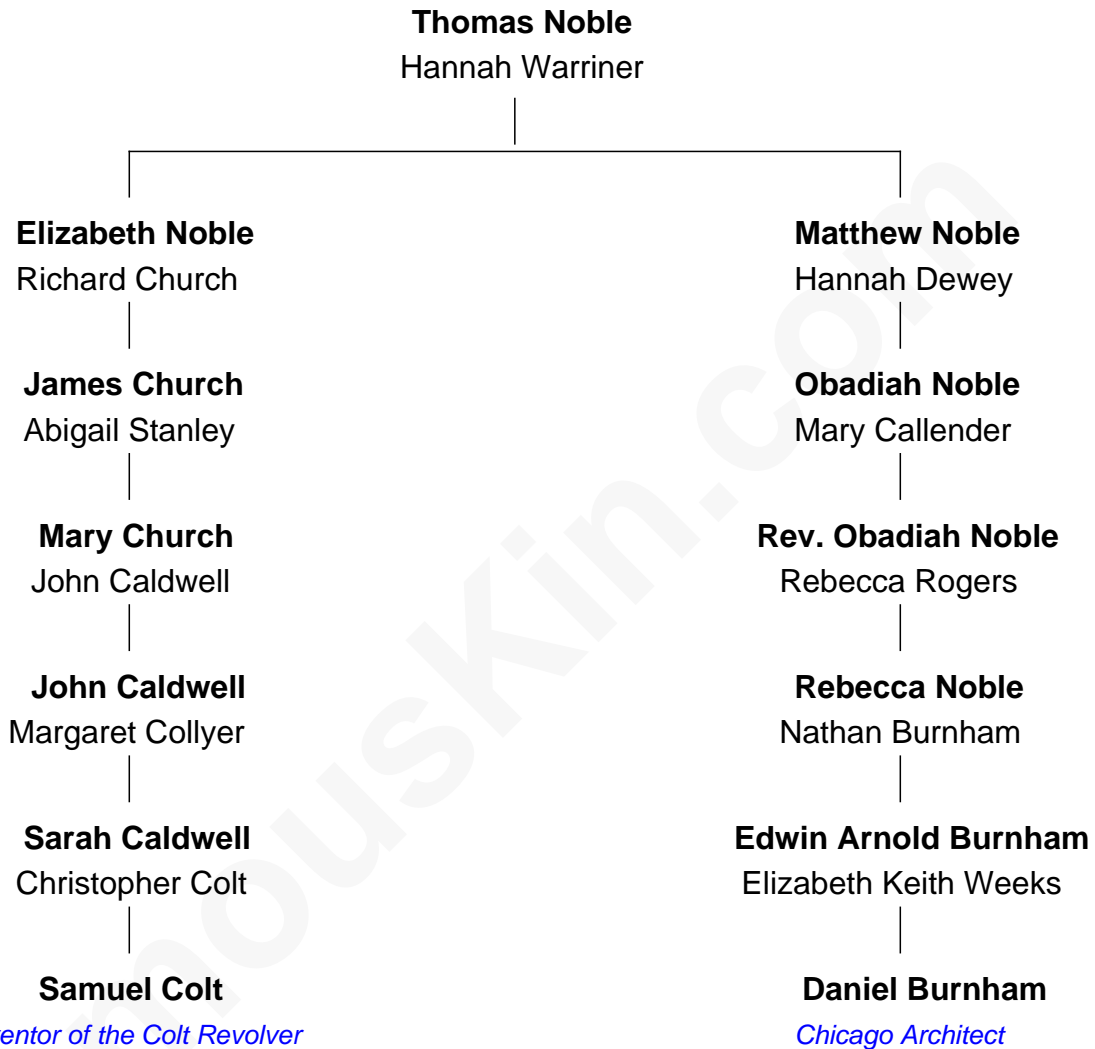 Thomas Noble
Hannah Warriner
Elizabeth Noble
Richard Church
Matthew Noble
Hannah Dewey
James Church
Abigail Stanley
Obadiah Noble
Mary Callender
Mary Church
John Caldwell
Rev. Obadiah Noble
Rebecca Rogers
John Caldwell
Margaret Collyer
Rebecca Noble
Nathan Burnham
Sarah Caldwell
Christopher Colt
Edwin Arnold Burnham
Elizabeth Keith Weeks
Samuel Colt
entor of the Colt Revolver
Daniel Burnham
Chicago Architect
mouskin.com